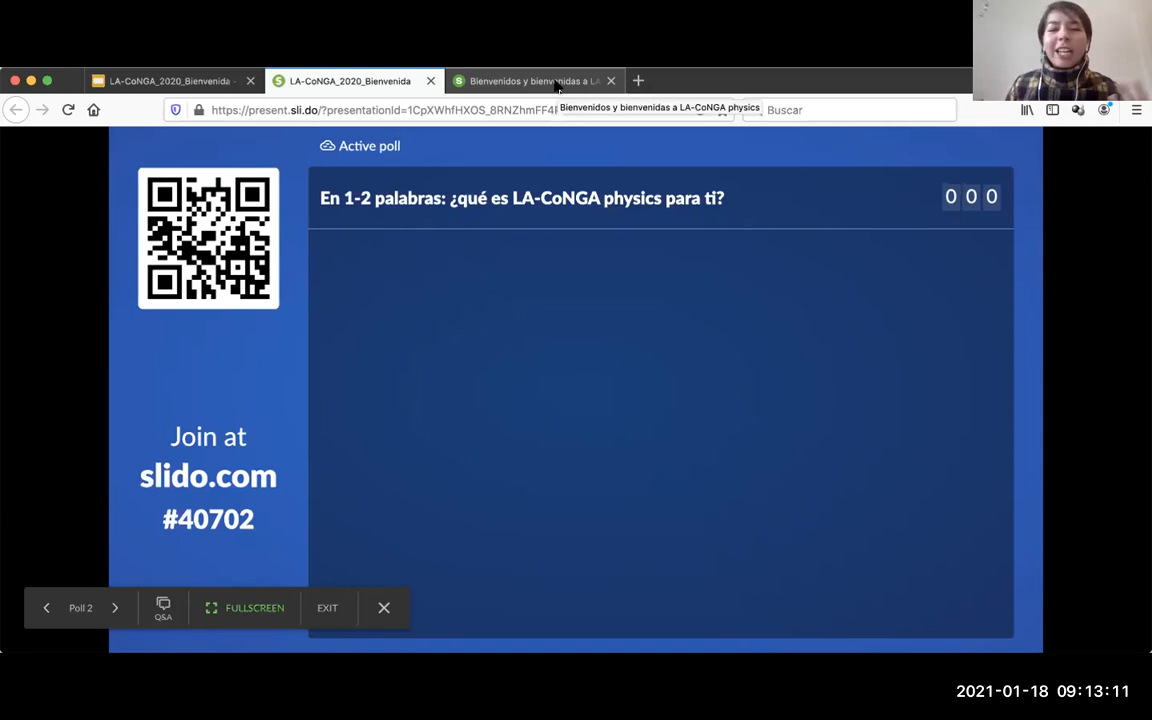 LA-CoNGA_2020_Bienvenida -
LA-CoNGA_2020_Bienvenida
Bienvenidos y bienvenidas a LA
https://present.sli.do/?presentationId=1CpXWhfHXOS_8RNZhmFF4
Bienvenidos y bienvenidas a LA-CoNGA physics
Buscar
Active poll
En 1-2 palabras: ¿qué es LA-CoNGA physics para ti?
0 0 0
Join at
slido.com
#40702
Poll 2
Q&A
FULLSCREEN
EXIT
2021-01-18 09:13:11